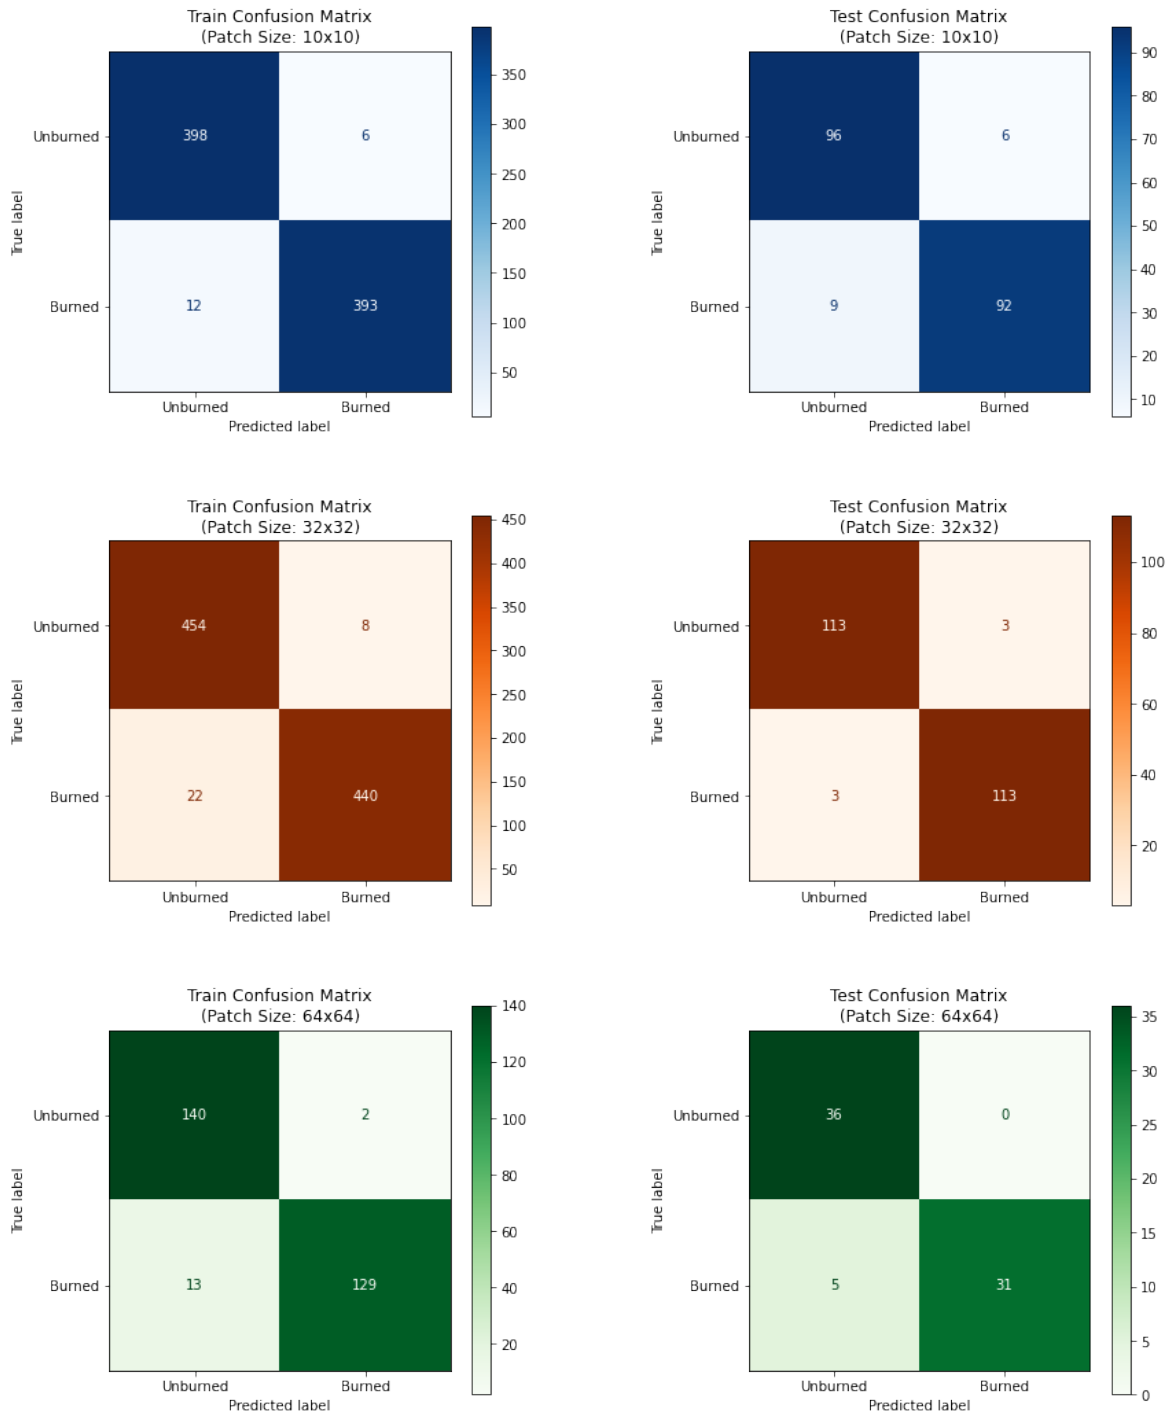 Train Confusion Matrix
(Patch Size: 10x10)
Unburned
398
6
350
300
250
200
150
100
50
True label
Burned
12
393
Unburned
Burned
Predicted label
Test Confusion Matrix
(Patch Size: 10x10)
Unburned
96
6
90
80
70
60
50
40
30
20
10
True label
Burned
9
92
Unburned
Burned
Predicted label
Train Confusion Matrix
(Patch Size: 32x32)
Unburned
454
8
450
400
350
300
250
200
150
100
50
True label
Burned
22
440
Unburned
Burned
Predicted label
Test Confusion Matrix
(Patch Size: 32x32)
Unburned
113
3
100
80
60
40
20
True label
Burned
3
113
Unburned
Burned
Predicted label
Train Confusion Matrix
(Patch Size: 64x64)
Unburned
140
2
140
120
100
80
60
40
20
True label
Burned
13
129
Unburned
Burned
Predicted label
Test Confusion Matrix
(Patch Size: 64x64)
Unburned
36
0
35
30
25
20
15
10
5
0
True label
Burned
5
31
Unburned
Burned
Predicted label